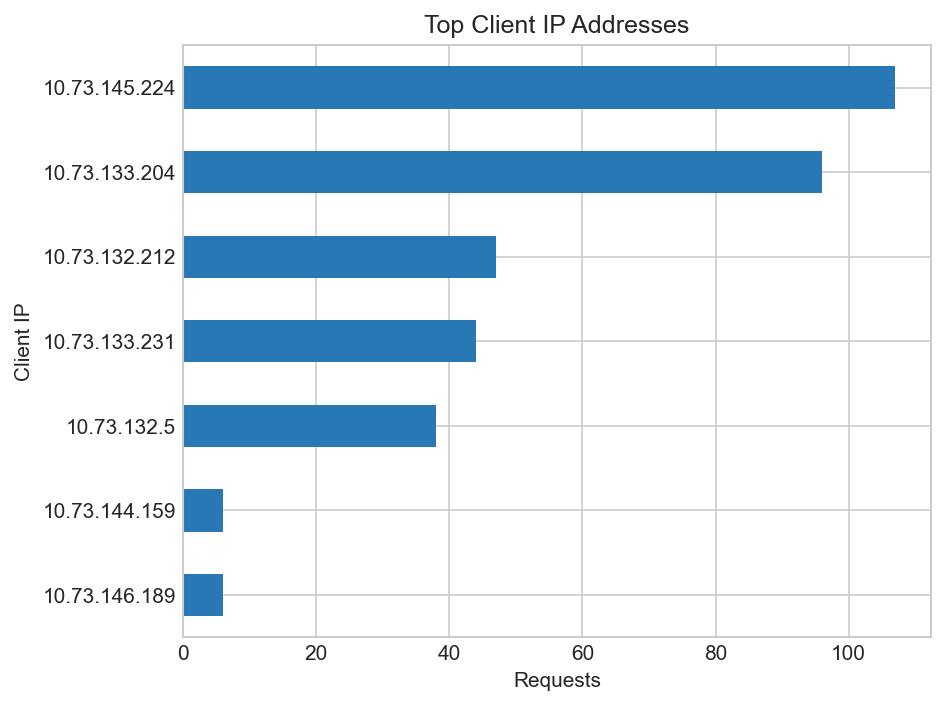 Top Client IP Addresses
10.73.145.224
10.73.133.204
10.73.132.212
10.73.133.231
10.73.132.5
10.73.144.159
10.73.146.189
Client IP
0 20 40 60 80 100
Requests